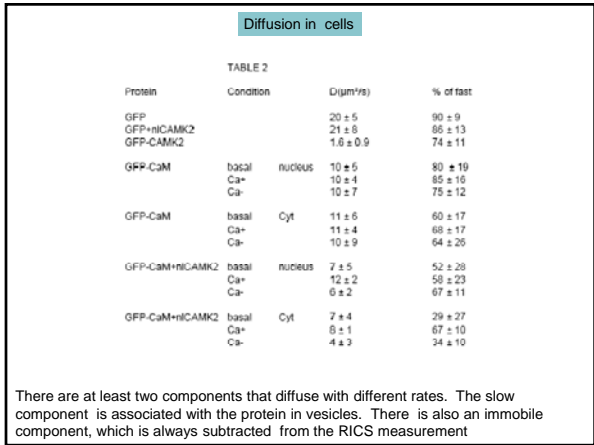 Diffusion in cells
TABLE 2
Protein Condition D(µm²/s) % of fast
GFP 20 ± 5 90 ± 9
GFP+nlCAMK2 21 ± 8 86 ± 13
GFP-CAMK2 1.6 ± 0.9 74 ± 11
GFP-CaM basal nucleus 10 ± 5 80 ± 19
Ca+ 10 ± 4 85 ± 16
Ca- 10 ± 7 75 ± 12
GFP-CaM basal Cyt 11 ± 6 60 ± 17
Ca+ 11 ± 4 68 ± 17
Ca- 10 ± 9 64 ± 26
GFP-CaM+nlCAMK2 basal nucleus 7 ± 5 52 ± 28
Ca+ 12 ± 2 58 ± 23
Ca- 6 ± 2 67 ± 11
GFP-CaM+nlCAMK2 basal Cyt 7 ± 4 29 ± 27
Ca+ 8 ± 1 67 ± 10
Ca- 4 ± 3 34 ± 10
There are at least two components that diffuse with different rates. The slow
component is associated with the protein in vesicles. There is also an immobile
component, which is always subtracted from the RICS measurement